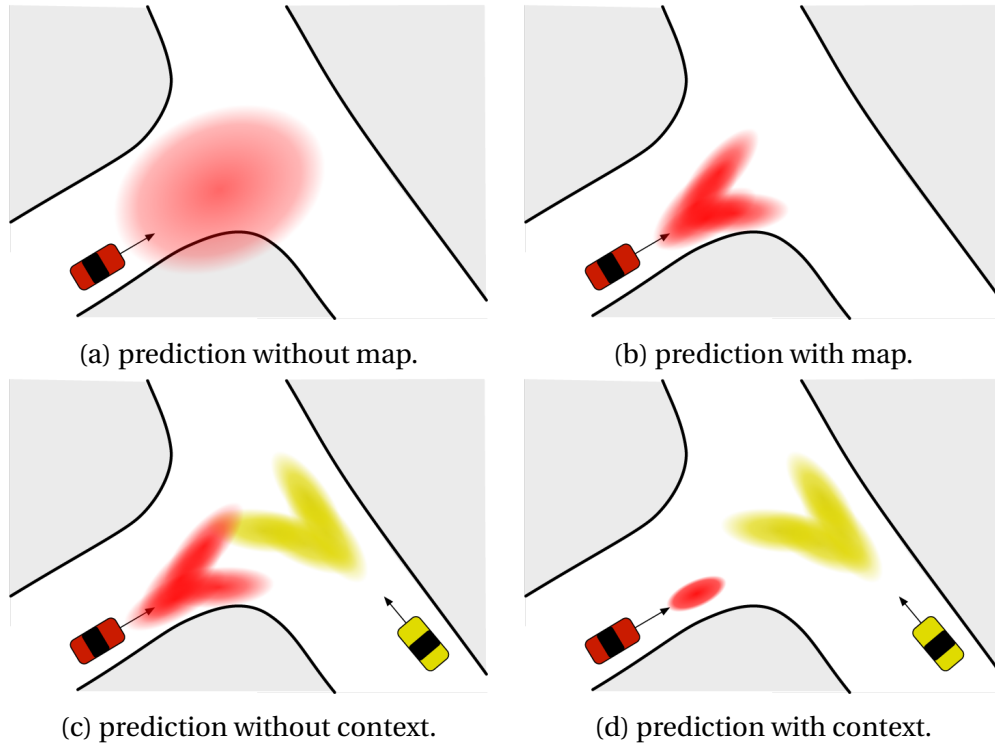 (a) prediction without map.
(b) prediction with map.
(c) prediction without context.
(d) prediction with context.